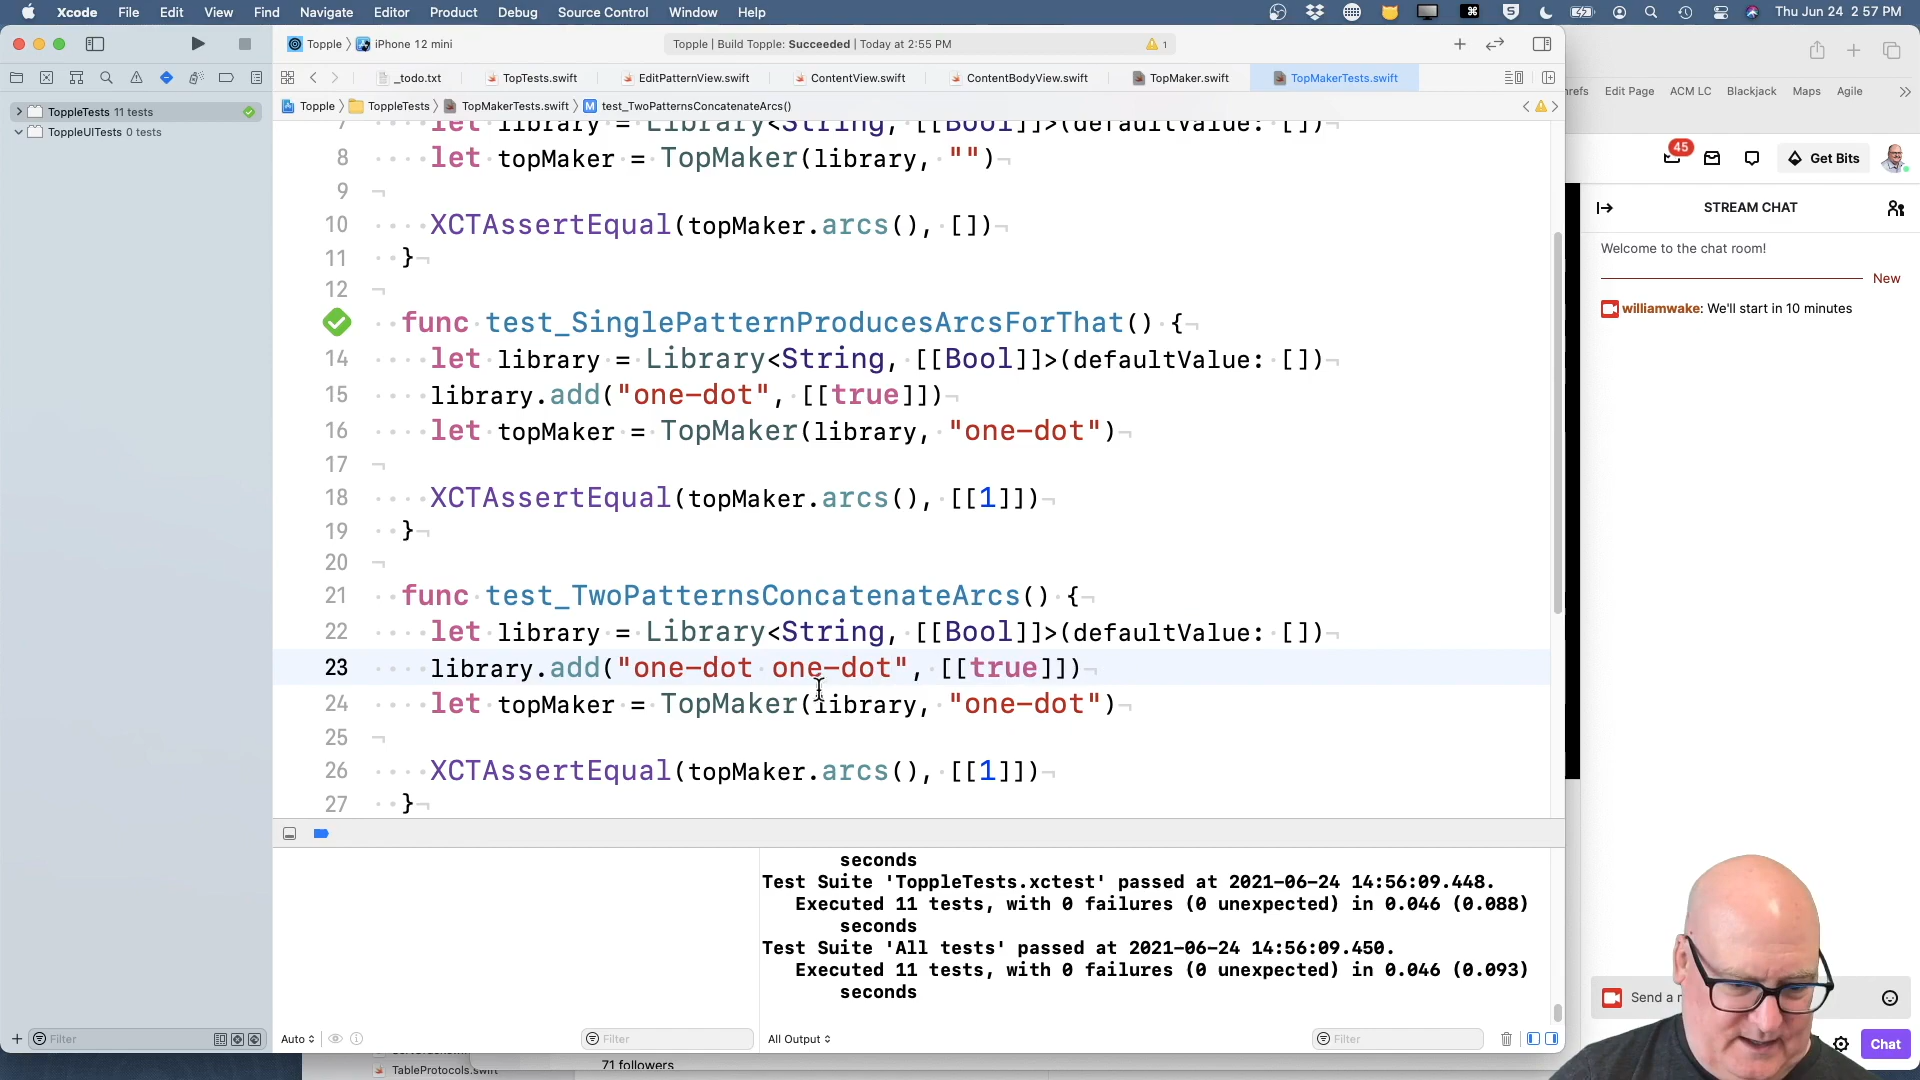 Xcode File Edit View Find Navigate Editor Product Debug Source Control Window Help
Thu Jun 24 2 57 PM
Topple iPhone 12 mini
Topple | Build Topple: Succeeded | Today at 2:55 PM
1
_todo.txt
TopTests.swift
EditPatternView.swift
ContentView.swift
ContentBodyView.swift
TopMaker.swift
TopMakerTests.swift
Topple ToppleTests TopMakerTests.swift M test_TwoPatternsConcatenateArcs()
ToppleTests 11 tests
ToppleUITests 0 tests
7 let library = Library<String, [[Bool]]>(defaultValue: [])
8 let topMaker = TopMaker(library, "")
9
10 XCTAssertEqual(topMaker.arcs(), [])
11 }
12
func test_SinglePatternProducesArcsForThat() {
14 let library = Library<String, [[Bool]]>(defaultValue: [])
15 library.add("one-dot", [[true]])
16 let topMaker = TopMaker(library, "one-dot")
17
18 XCTAssertEqual(topMaker.arcs(), [[1]])
19 }
20
21 func test_TwoPatternsConcatenateArcs() {
22 let library = Library<String, [[Bool]]>(defaultValue: [])
23 library.add("one-dot one-dot", [[true]])
24 let topMaker = TopMaker(library, "one-dot")
25
26 XCTAssertEqual(topMaker.arcs(), [[1]])
27 }
seconds
Test Suite 'ToppleTests.xctest' passed at 2021-06-24 14:56:09.448.
Executed 11 tests, with 0 failures (0 unexpected) in 0.046 (0.088)
seconds
Test Suite 'All tests' passed at 2021-06-24 14:56:09.450.
Executed 11 tests, with 0 failures (0 unexpected) in 0.046 (0.093)
seconds
Filter
Auto
Filter
All Output
Filter
TableProtocols.swift
71 followers
hrefs Edit Page ACM LC Blackjack Maps Agile
45
Get Bits
STREAM CHAT
Welcome to the chat room!
New
williamwake: We'll start in 10 minutes
Send a
Chat